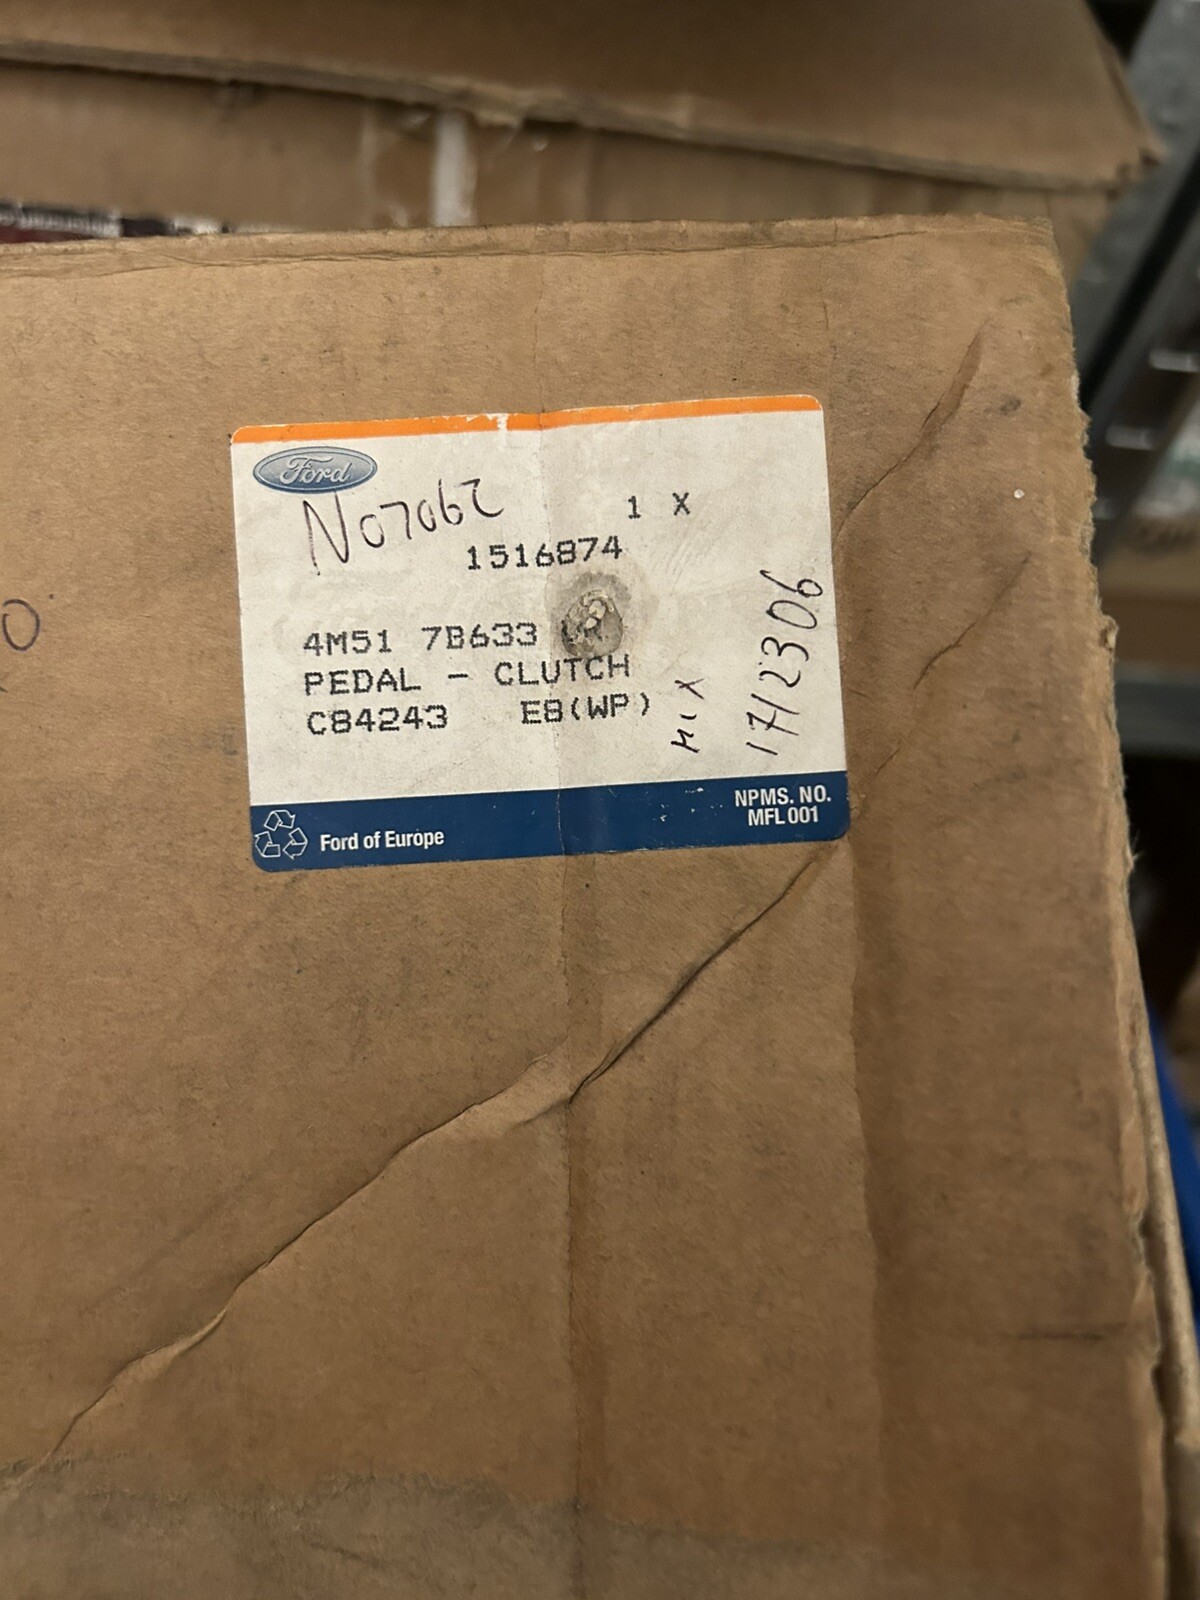 Ford
N07062
1 X
1516874
4M51 7B633
PEDAL - CLUTCH
C84243 E8(WP)
1712306
Ford of Europe
NPMS. NO.
MFL 001